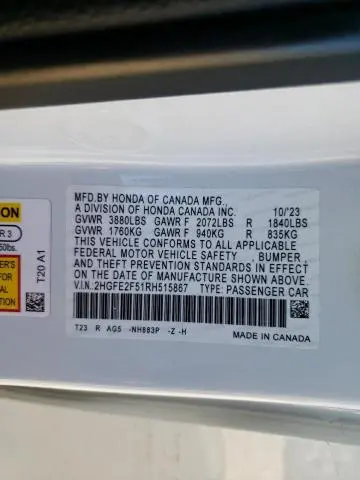 MFD.BY HONDA OF CANADA MFG.,
A DIVISION OF HONDA CANADA INC. 10/'23
GVWR 3880LBS GAWR F 2072LBS R 1840LBS
GVWR 1760KG GAWR F 940KG R 835KG
THIS VEHICLE CONFORMS TO ALL APPLICABLE
FEDERAL MOTOR VEHICLE SAFETY , BUMPER ,
AND THEFT PREVENTION STANDARDS IN EFFECT
ON THE DATE OF MANUFACTURE SHOWN ABOVE.
V.I.N.:2HGFE2F51RH515867 TYPE: PASSENGER CAR
T23 R AG5 -NH883P -Z -H MADE IN CANADA
T20 A1
R 3
50lbs.